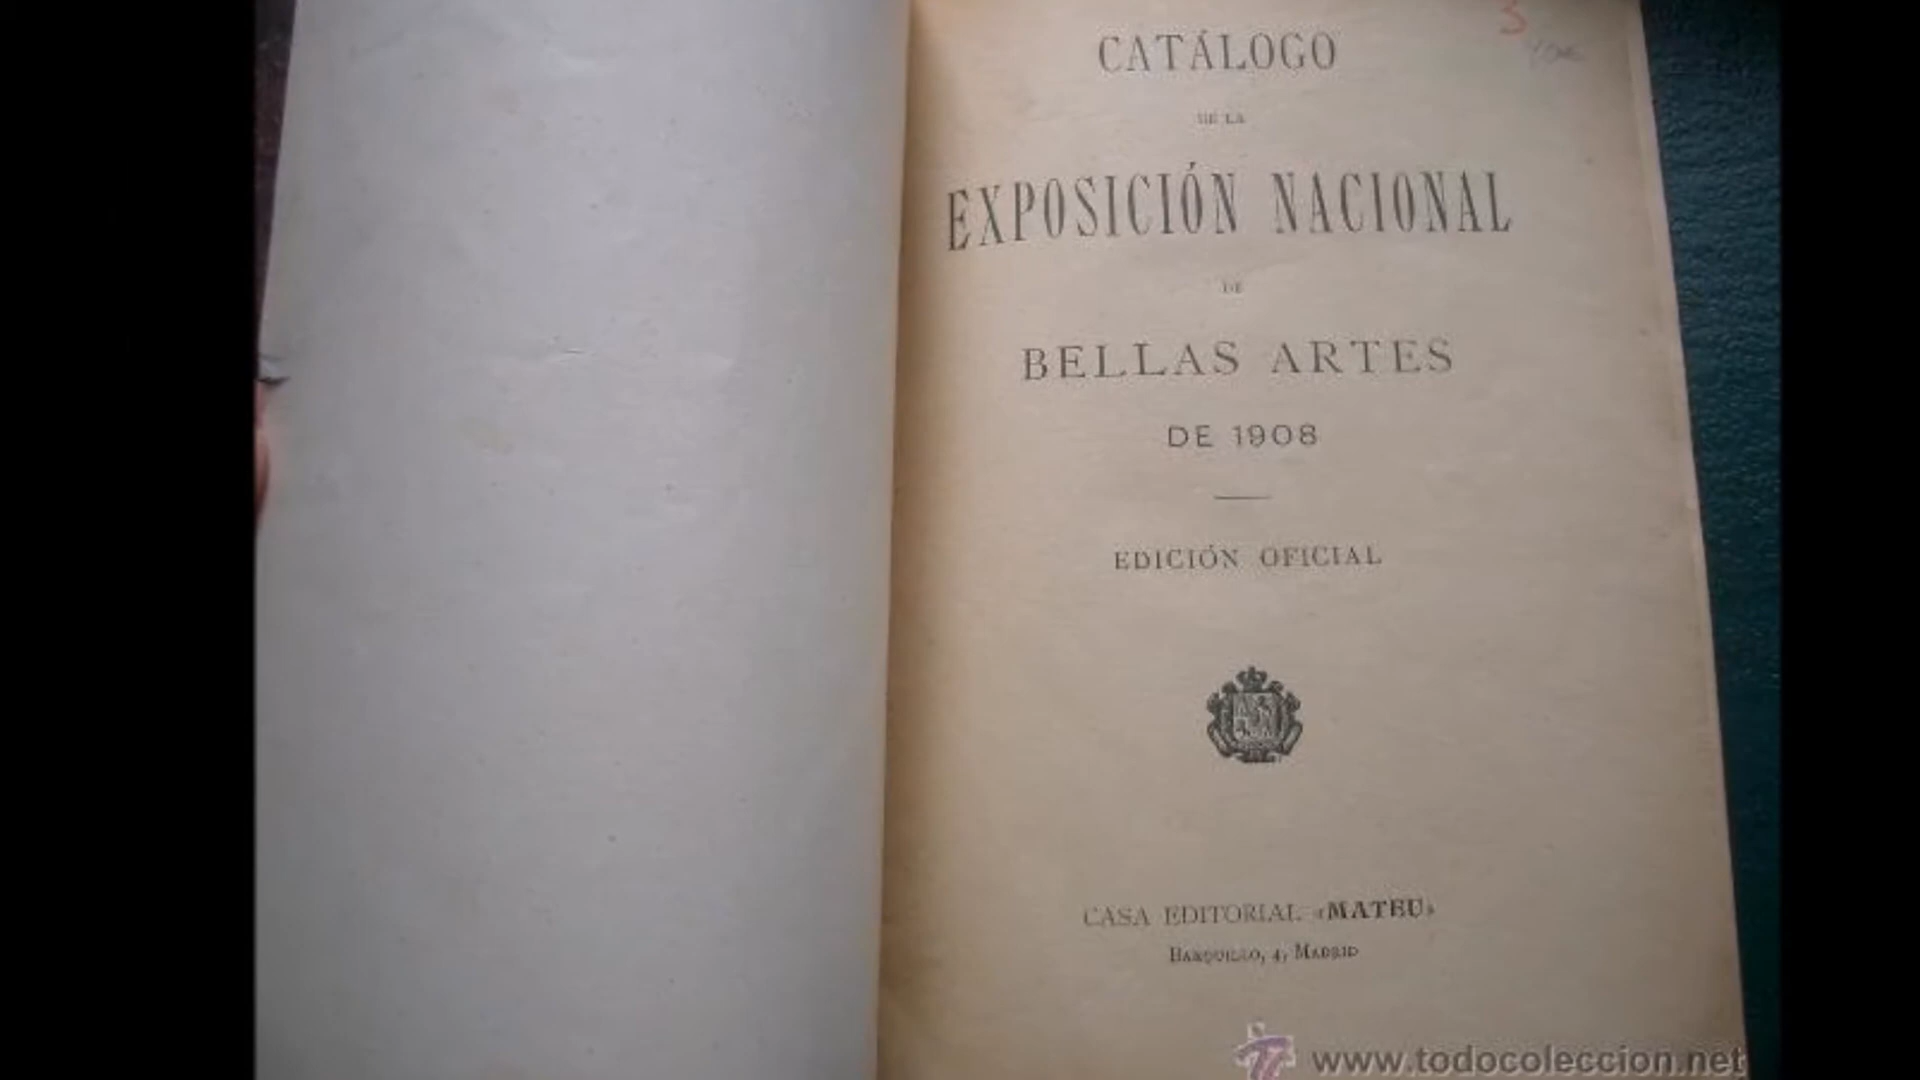 3
CATÁLOGO
DE LA
EXPOSICIÓN NACIONAL
DE
BELLAS ARTES
DE 1908
EDICIÓN OFICIAL
CASA EDITORIAL «MATEU»
BARQUILLO, 4, MADRID
www.todocoleccion.net